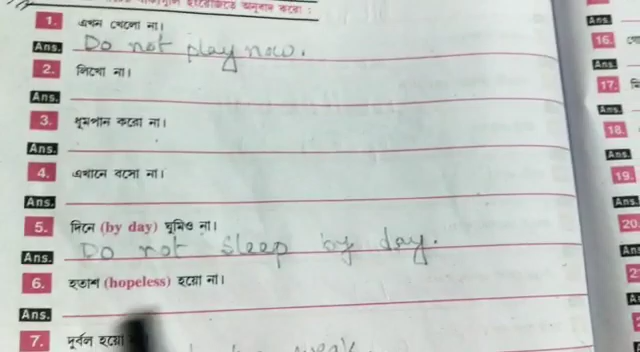 ইংরেজিতে অনুবাদ করো :
1. এখন খেলো না।
Ans. Do not play now.
2. লিখো না।
Ans.
3. ধূমপান করো না।
Ans.
4. এখানে বসো না।
Ans.
5. দিনে (by day) ঘুমিও না।
Ans. Do not sleep by day.
6. হতাশ (hopeless) হয়ো না।
Ans.
7. দুর্বল হয়ো
Ans.
16.
Ans.
17.
Ans.
18.
Ans.
19.
Ans.
20.
Ans.